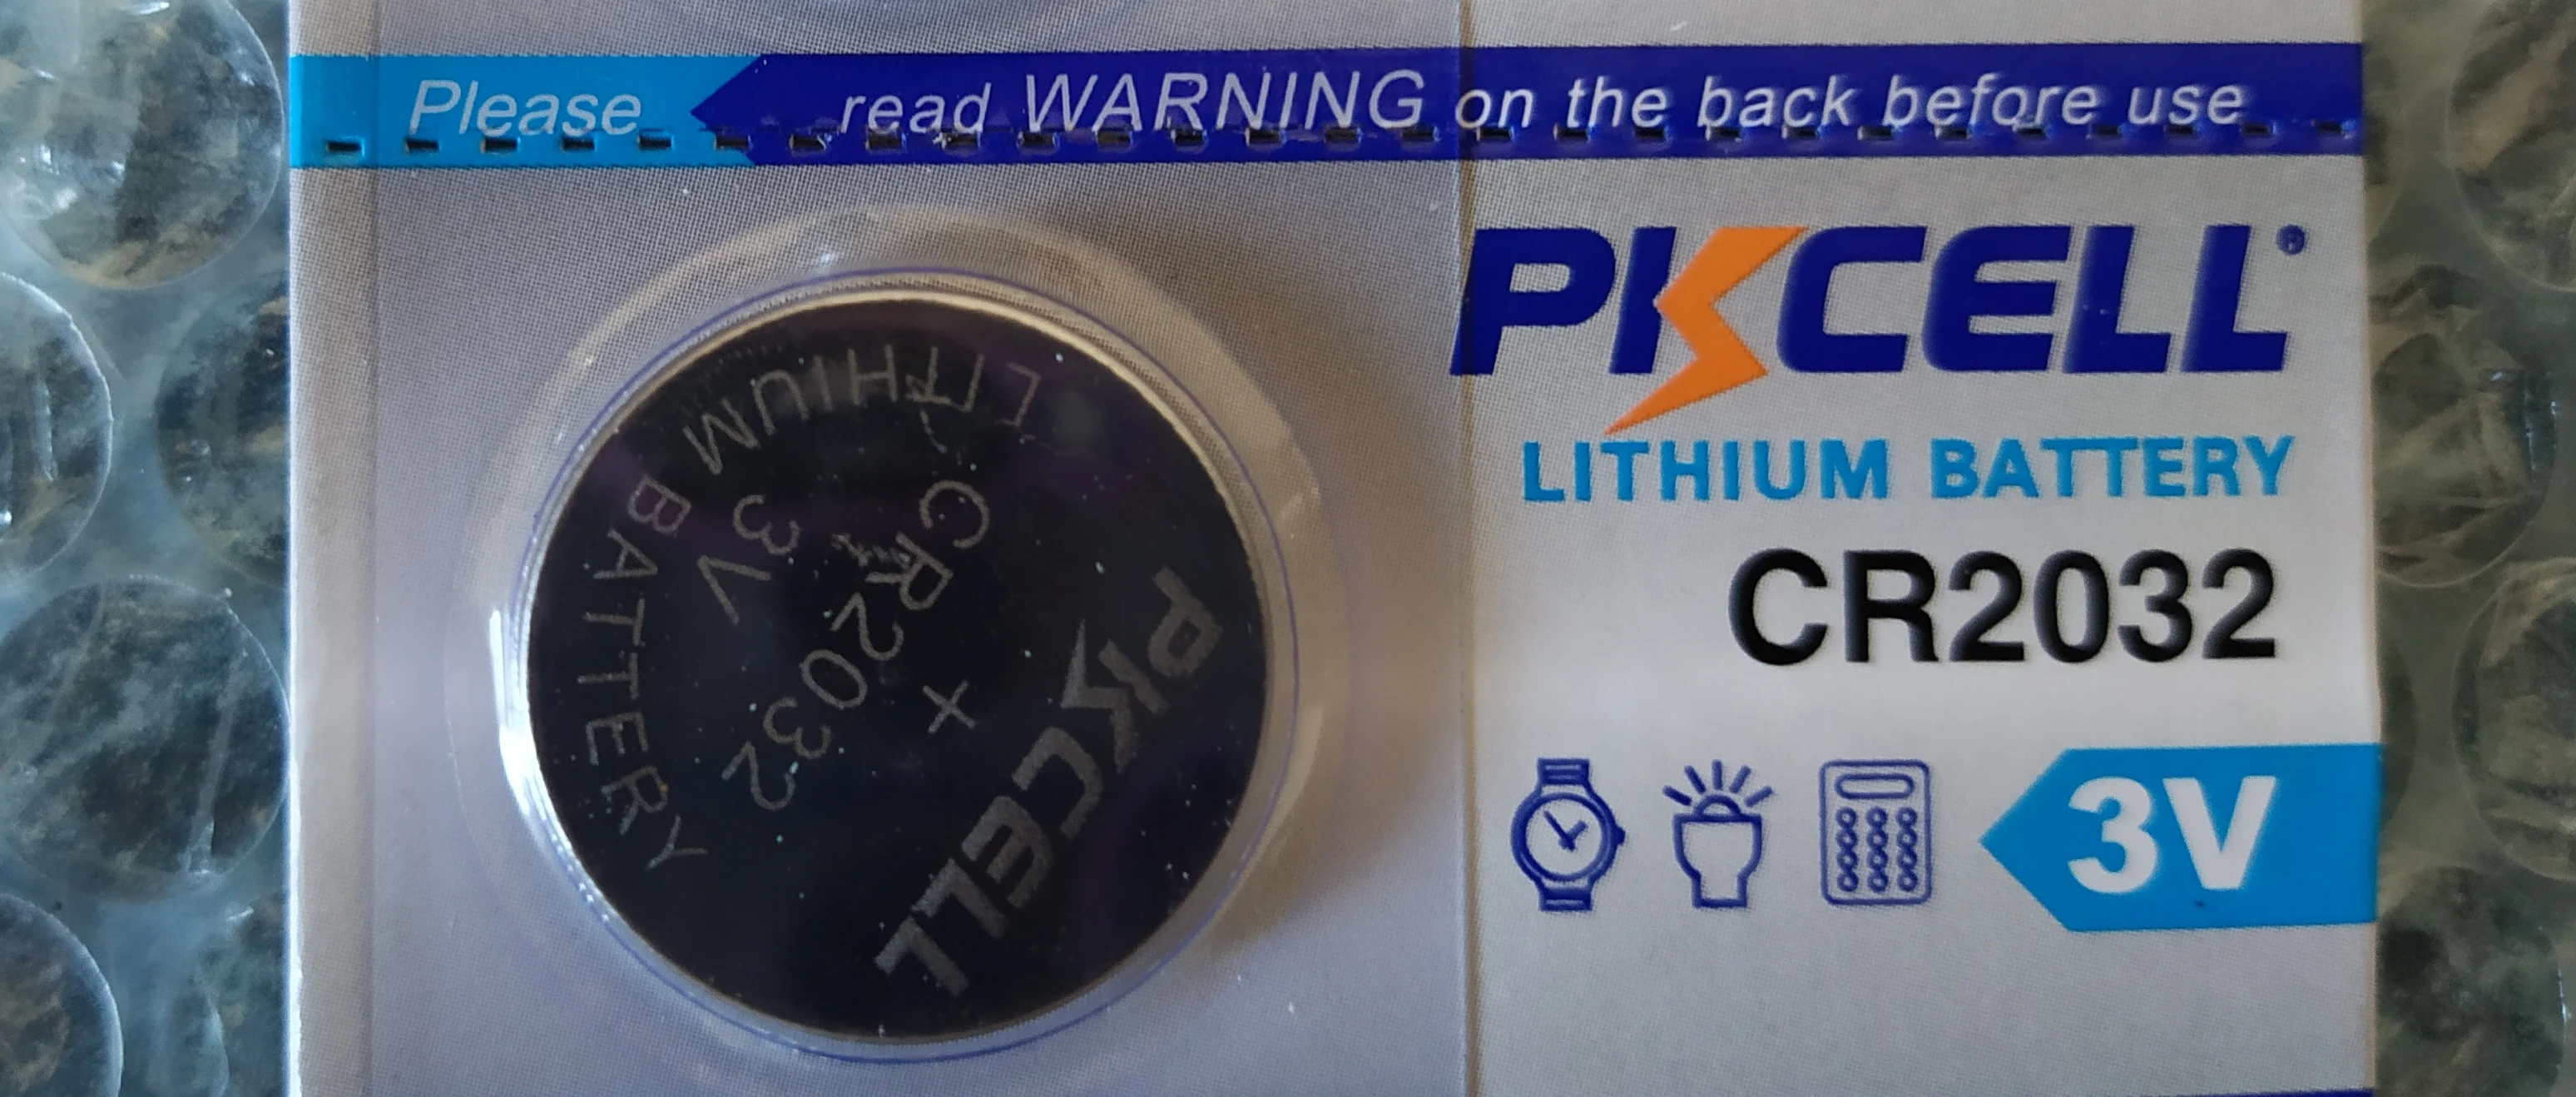 Please read WARNING on the back before use
PKCELL®
LITHIUM BATTERY
CR2032
3V
PKCELL
+
CR2032
3V
LITHIUM BATTERY